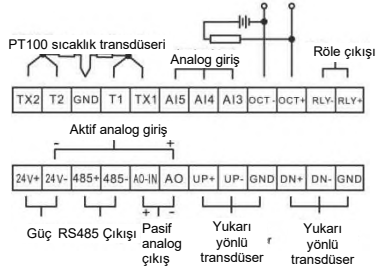 PT100 sıcaklık transdüseri
Analog giriş
Röle çıkışı
TX2 T2 GND T1 TX1 AI5 AI4 AI3 OCT- OCT+ RLY- RLY+
Aktif analog giriş
- +
24V+ 24V- 485+ 485- AO-IN AO UP+ UP- GND DN+ DN- GND
+ -
Güç RS485 Çıkışı Pasif analog çıkış Yukarı yönlü transdüser r Yukarı yönlü transdüser